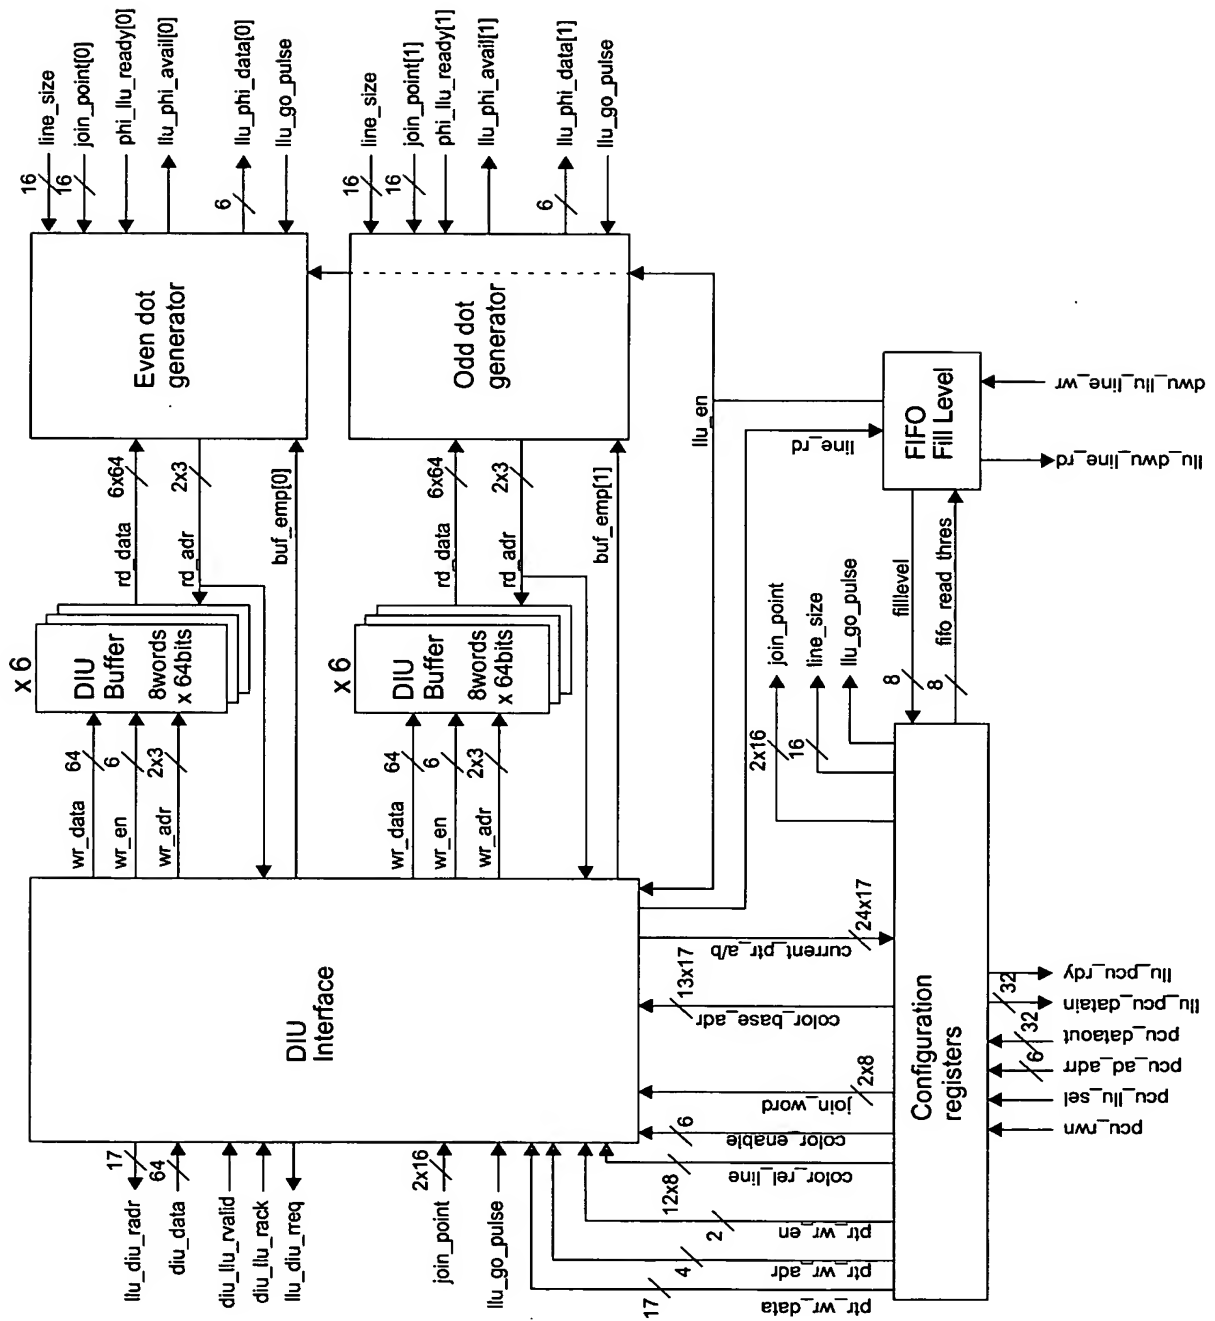 line_size
16
join_point[0]
16
phi_llu_ready[0]
llu_phi_avail[0]
llu_phi_data[0]
6
llu_go_pulse
Even dot
generator
line_size
16
join_point[1]
16
phi_llu_ready[1]
llu_phi_avail[1]
llu_phi_data[1]
6
llu_go_pulse
Odd dot
generator
rd_data
6x64
rd_adr
2x3
buf_emp[0]
rd_data
6x64
rd_adr
2x3
buf_emp[1]
x 6
DIU
Buffer
8words
x 64bits
x 6
DIU
Buffer
8words
x 64bits
wr_data
64
wr_en
6
wr_adr
2x3
wr_data
64
wr_en
6
wr_adr
2x3
llu_en
line_rd
FIFO
Fill Level
dwu_llu_line_wr
llu_dwu_line_rd
filllevel
8
fifo_read_thres
8
join_point
2x16
line_size
16
llu_go_pulse
DIU
Interface
current_ptr_a/b
24x17
color_base_adr
13x17
join_word
2x8
color_enable
6
color_rel_line
12x8
ptr_wr_en
2
ptr_wr_adr
4
ptr_wr_data
17
Configuration
registers
llu_pcu_rdy
llu_pcu_datain
32
pcu_dataout
32
pcu_ad_adrr
6
pcu_llu_sel
pcu_rwn
llu_diu_radr
17
diu_data
64
diu_llu_rvalid
diu_llu_rack
llu_diu_rreq
join_point
2x16
llu_go_pulse